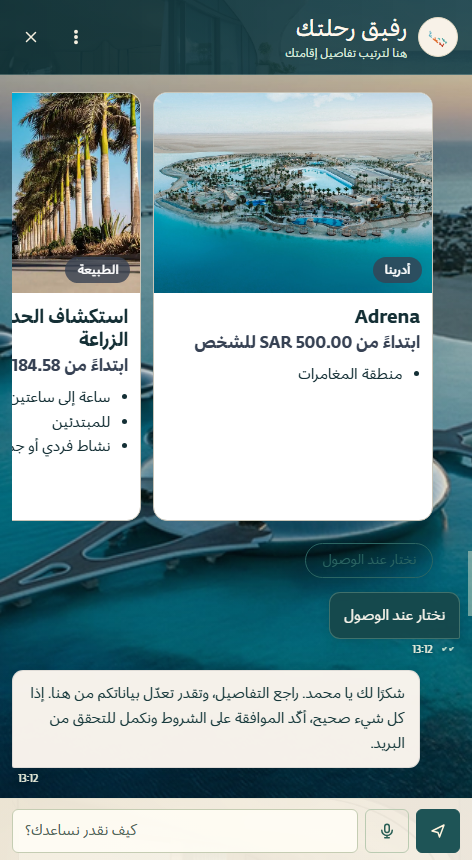 رفيق رحلتك
هنا لترتيب تفاصيل إقامتك
أدرينا
Adrena
ابتداءً من SAR 500.00 للشخص
منطقة المغامرات
الطبيعة
استكشاف
الزراعة
ابتداءً من 184.58
ساعة إلى ساعتين
للمبتدئين
نشاط فردي أو
نختار عند الوصول
نختار عند الوصول
13:12
شكرًا لك يا محمد. راجع التفاصيل، وتقدر تعدّل بياناتكم من هنا. إذا
كل شيء صحيح، أكّد الموافقة على الشروط ونكمل للتحقق من
البريد.
13:12
كيف نقدر نساعدك؟